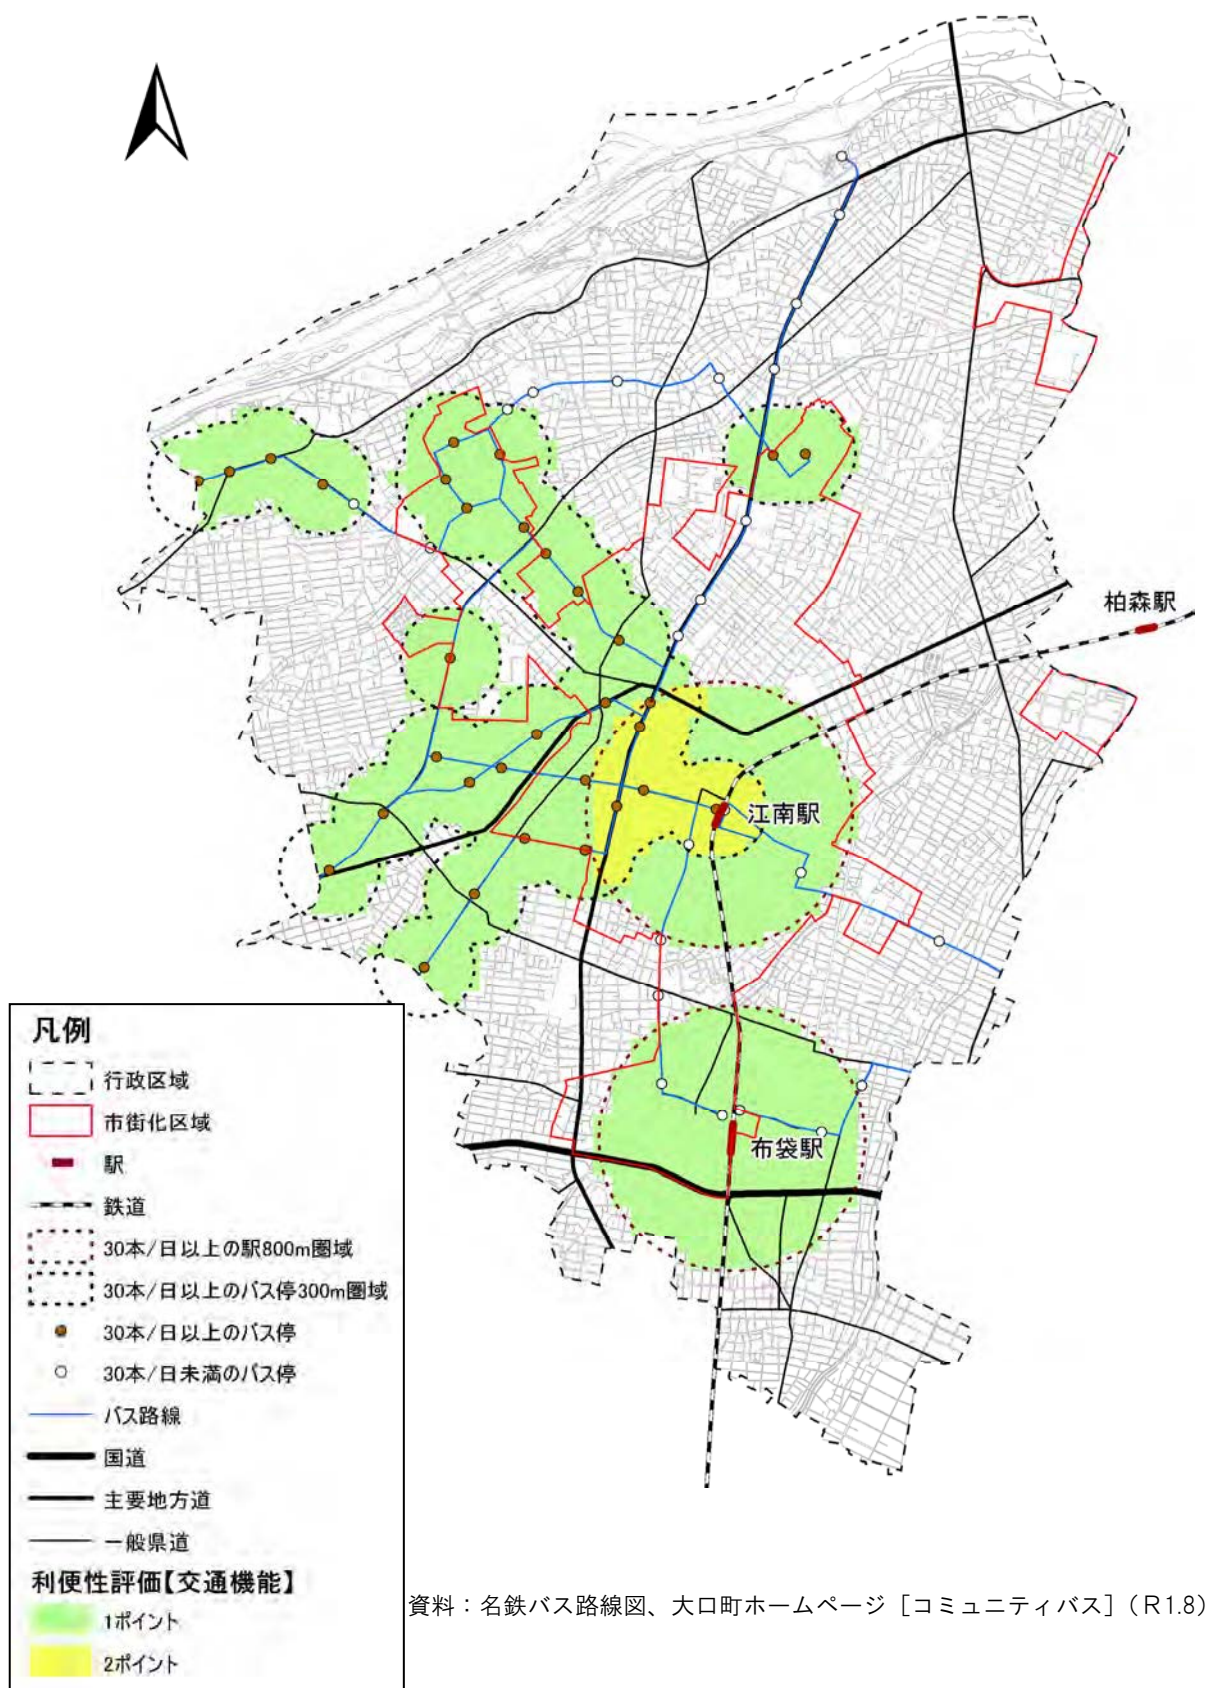 柏森駅
江南駅
布袋駅
凡例
行政区域
市街化区域
駅
鉄道
30本/日以上の駅800m圏域
30本/日以上のバス停300m圏域
30本/日以上のバス停
30本/日未満のバス停
バス路線
国道
主要地方道
一般県道
利便性評価【交通機能】
1ポイント
2ポイント
資料：名鉄バス路線図、大口町ホームページ［コミュニティバス］（R1.8）